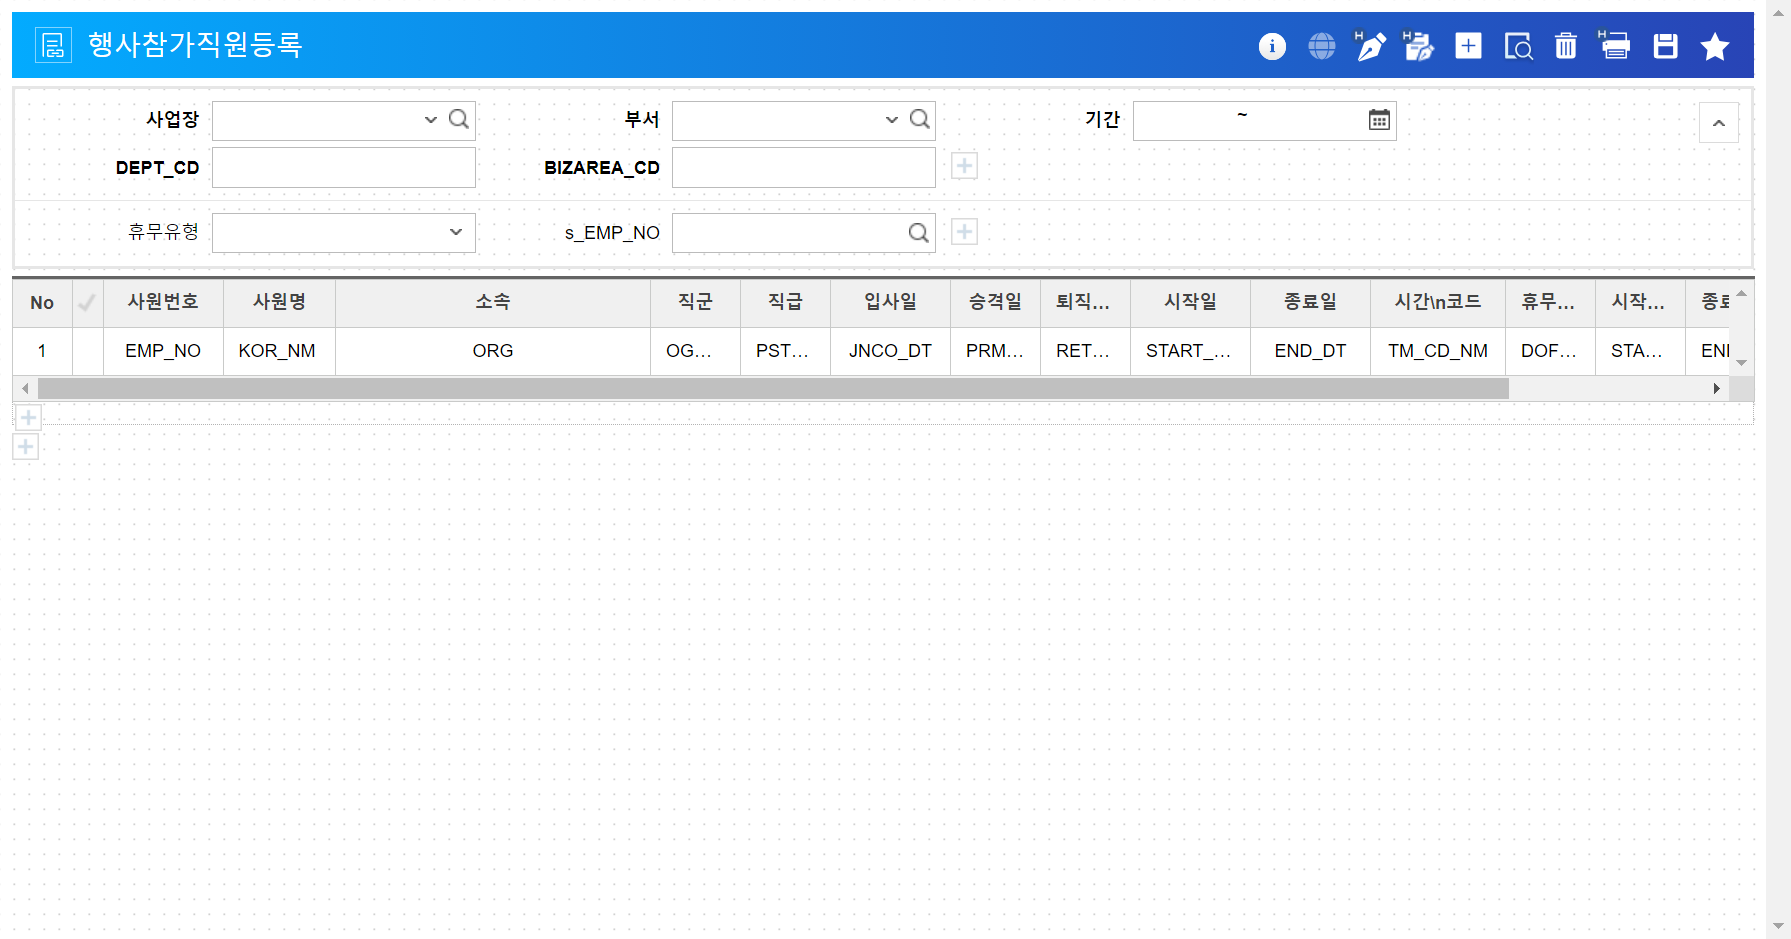 행사참가직원등록
H H H
사업장 부서 기간 ~
DEPT_CD BIZAREA_CD
휴무유형 s_EMP_NO
No 사원번호 사원명 소속 직군 직급 입사일 승격일 퇴직... 시작일 종료일 시간\n코드 휴무... 시작... 종료
1 EMP_NO KOR_NM ORG OG... PST... JNCO_DT PRM... RET... START_... END_DT TM_CD_NM DOF... STA... END